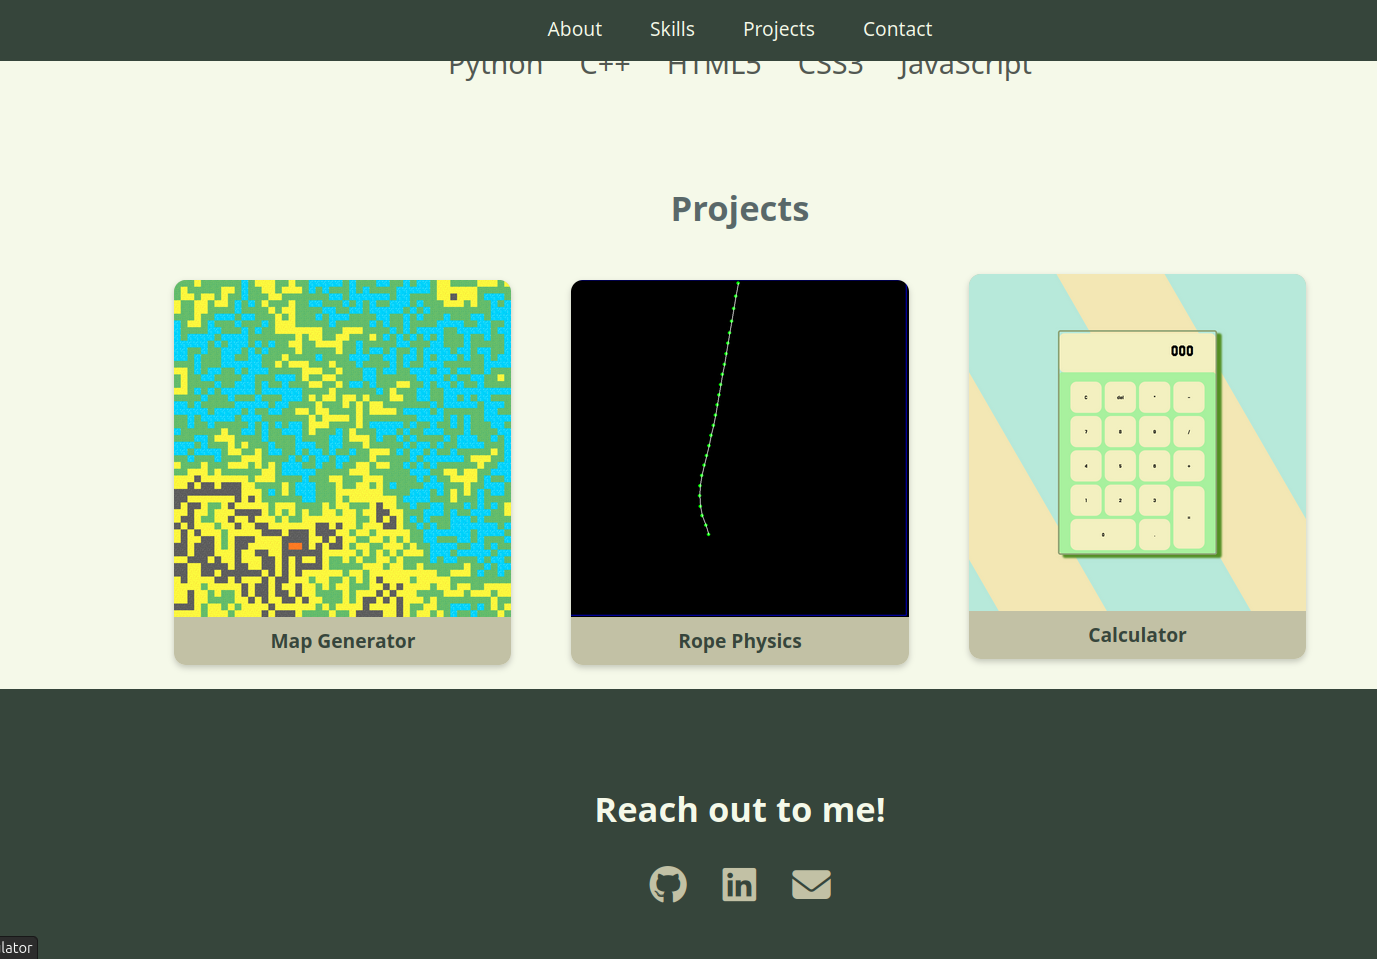 About Skills Projects Contact
Python C++ HTML5 CSS3 JavaScript
Projects
000
C del * -
7 8 9 /
4 5 6
1 2 3
0 .
Map Generator
Rope Physics
Calculator
Reach out to me!
in
lator